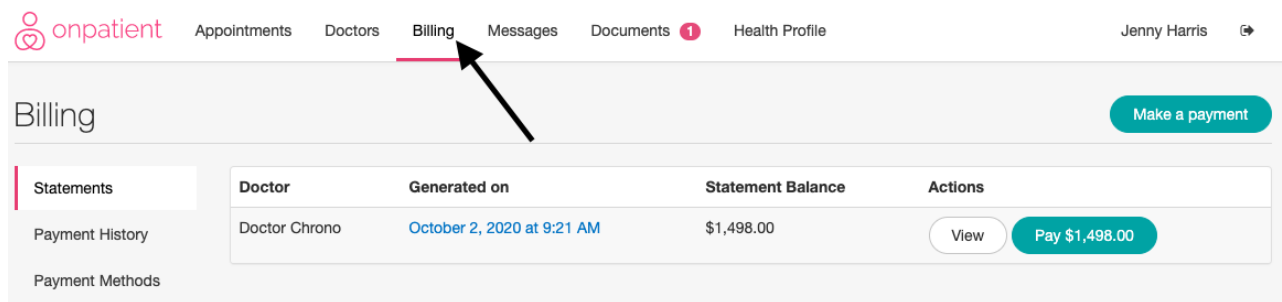 onpatient Appointments Doctors Billing Messages Documents 1 Health Profile Jenny Harris
Billing Make a payment
Statements Doctor Generated on Statement Balance Actions
Payment History Doctor Chrono October 2, 2020 at 9:21 AM $1,498.00 View Pay $1,498.00
Payment Methods